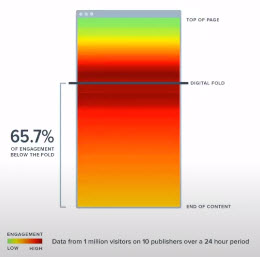 TOP OF PAGE
DIGITAL FOLD
65.7%
OF ENGAGEMENT
BELOW THE FOLD
END OF CONTENT
ENGAGEMENT
LOW HIGH
Data from 1 million visitors on 10 publishers over a 24 hour period